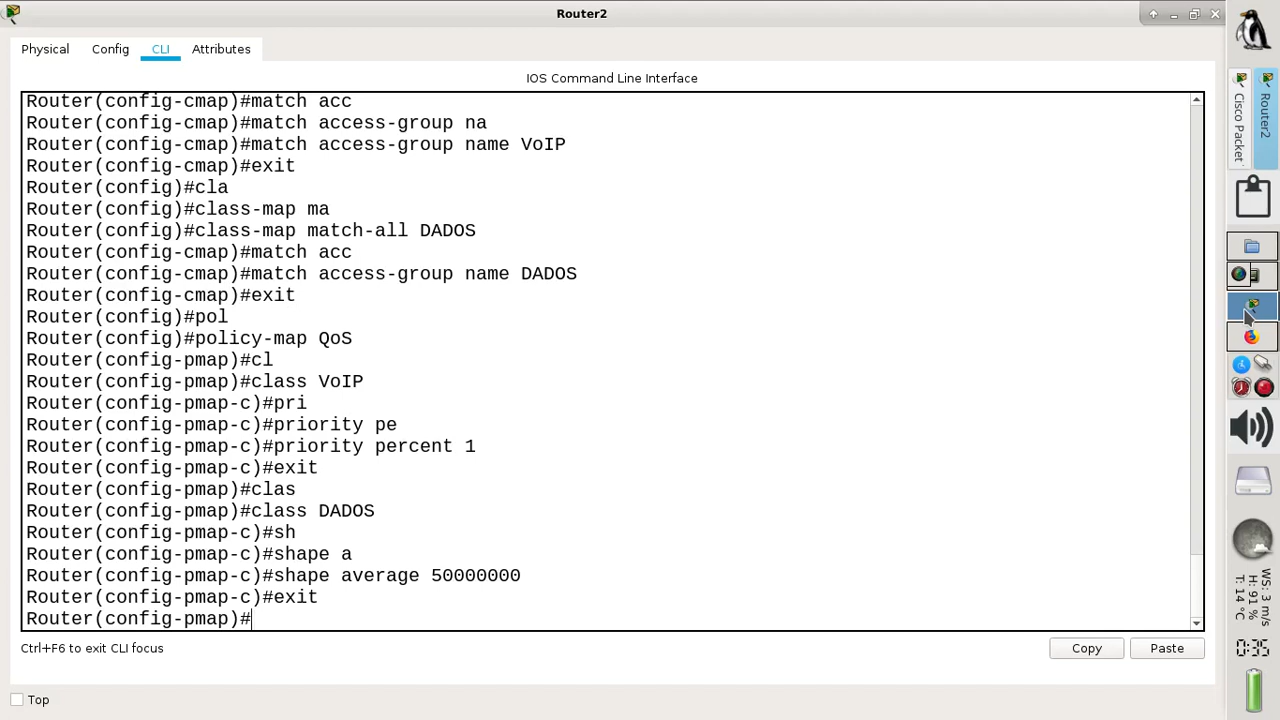 Router2
Physical
Config
CLI
Attributes
IOS Command Line Interface
Router(config-cmap)#match acc
Router(config-cmap)#match access-group na
Router(config-cmap)#match access-group name VoIP
Router(config-cmap)#exit
Router(config)#cla
Router(config)#class-map ma
Router(config)#class-map match-all DADOS
Router(config-cmap)#match acc
Router(config-cmap)#match access-group name DADOS
Router(config-cmap)#exit
Router(config)#pol
Router(config)#policy-map QoS
Router(config-pmap)#cl
Router(config-pmap)#class VoIP
Router(config-pmap-c)#pri
Router(config-pmap-c)#priority pe
Router(config-pmap-c)#priority percent 1
Router(config-pmap-c)#exit
Router(config-pmap)#clas
Router(config-pmap)#class DADOS
Router(config-pmap-c)#sh
Router(config-pmap-c)#shape a
Router(config-pmap-c)#shape average 50000000
Router(config-pmap-c)#exit
Router(config-pmap)#
Ctrl+F6 to exit CLI focus
Copy
Paste
Top
Cisco Packet
Router2
WS: 3 m/s
H: 91 %
T: 14 °C
0:35